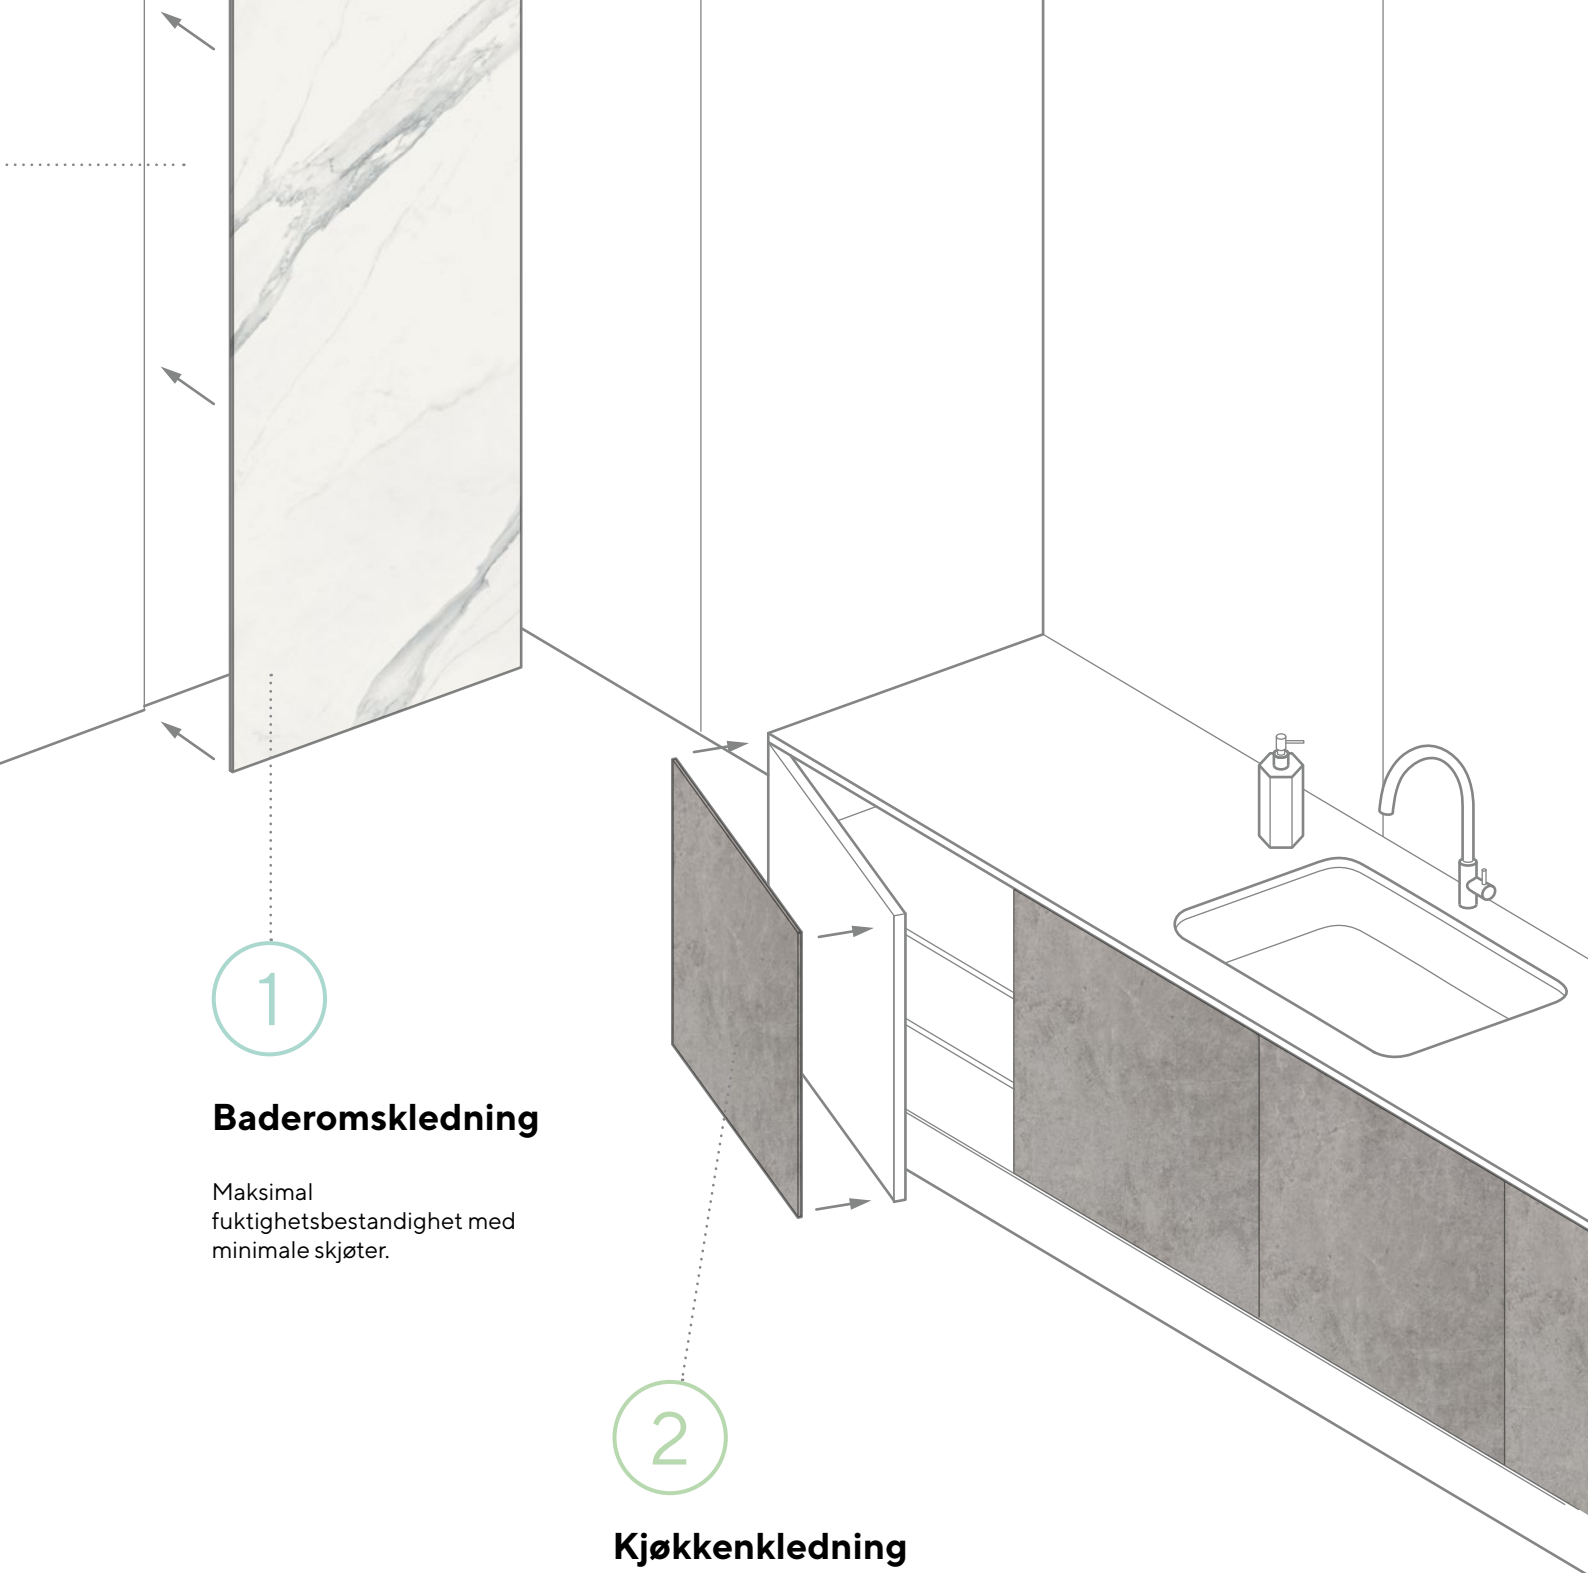 1
Baderomskledning
Maksimal
fuktighetsbestandighet med
minimale skjøter.
2
Kjøkkenkledning